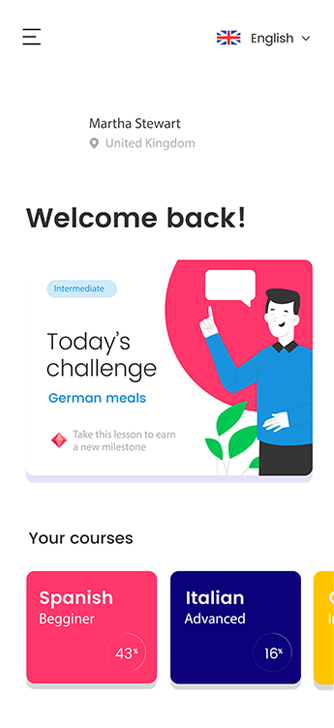 English
Martha Stewart
United Kingdom
Welcome back!
Intermediate
Today's
challenge
German meals
Take this lesson to earn
a new milestone
Your courses
Spanish
Begginer
43%
Italian
Advanced
16%